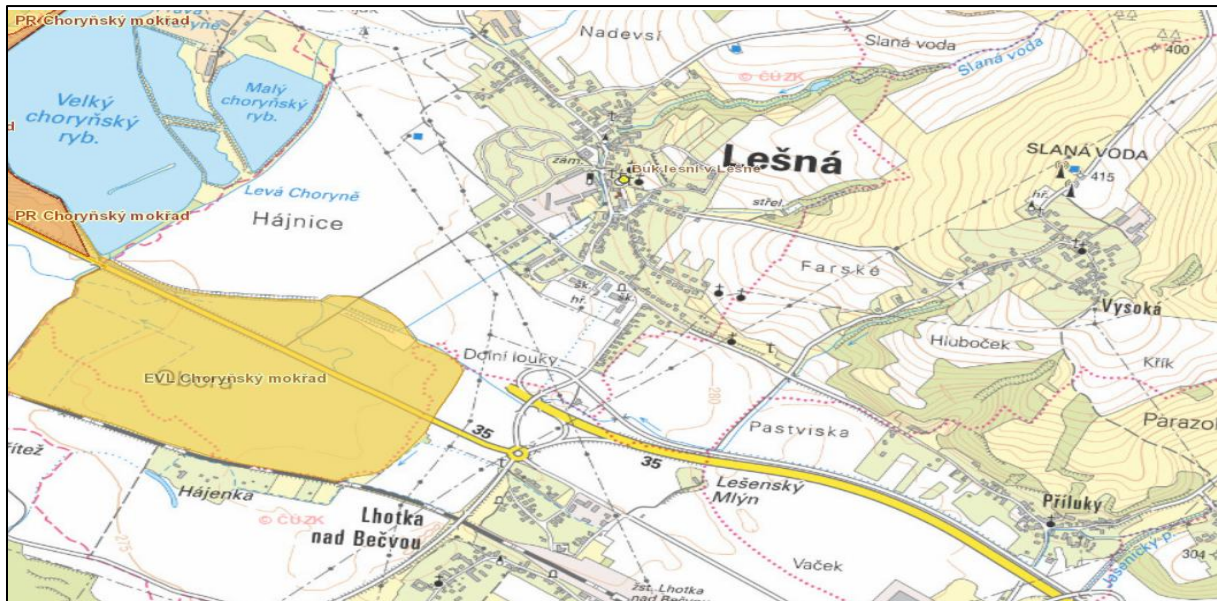 PR Choryňský mokřad
Nadevsí
Slaná voda
Slaná voda
400
© ČÚZK
Velký
choryňský
ryb.
Malý
choryňský
ryb.
zám.
Lešná
Buk lesní v Lešné
SLANÁ VODA
415
hř.
Levá Choryně
střel.
PR Choryňský mokřad
Hájnice
Farské
Vysoká
šk.
hř.
šk.
Hluboček
Křík
Dolní louky
EVL Choryňský mokřad
280
35
Pastviska
35
Lešenský
Mlýn
Hájenka
Příluky
© ČÚZK
Lhotka
nad Bečvou
275
Vaček
304
Jasenický p.
žst. Lhotka
nad Bečvou